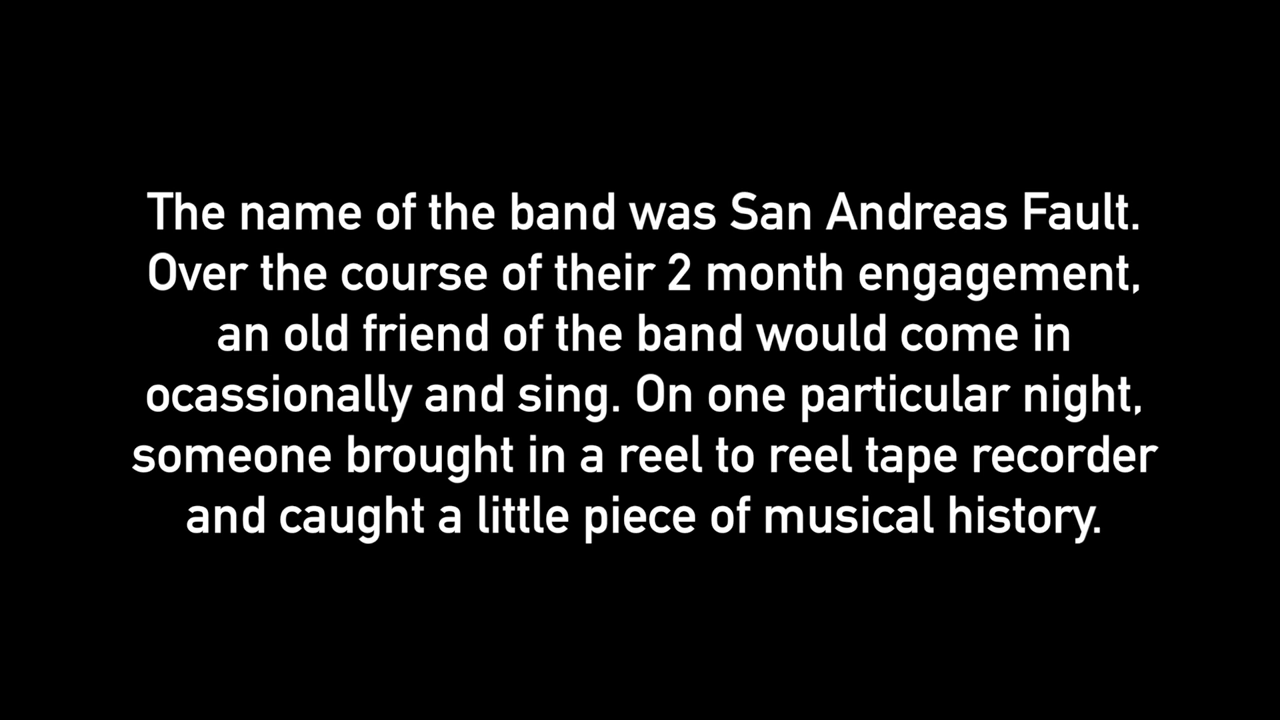 The name of the band was San Andreas Fault.
Over the course of their 2 month engagement,
an old friend of the band would come in
ocassionally and sing. On one particular night,
someone brought in a reel to reel tape recorder
and caught a little piece of musical history.